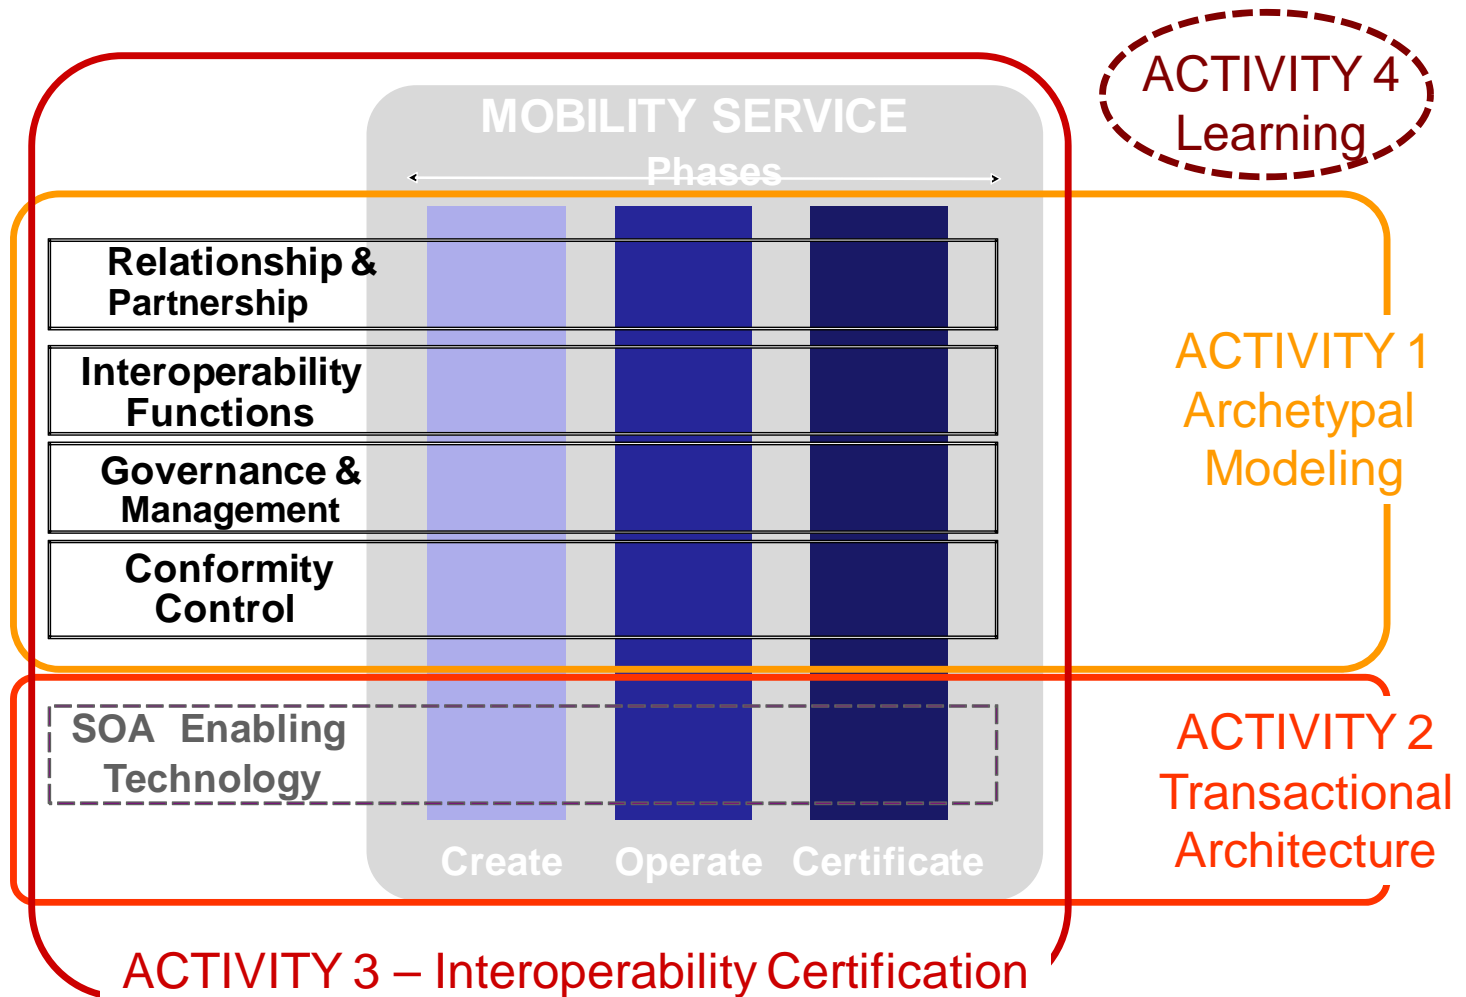 ACTIVITY 4
Learning
MOBILITY SERVICE
Phases
Relationship &
Partnership
Interoperability
Functions
Governance &
Management
Conformity
Control
ACTIVITY 1
Archetypal
Modeling
SOA Enabling
Technology
ACTIVITY 2
Transactional
Architecture
Create Operate Certificate
ACTIVITY 3 – Interoperability Certification